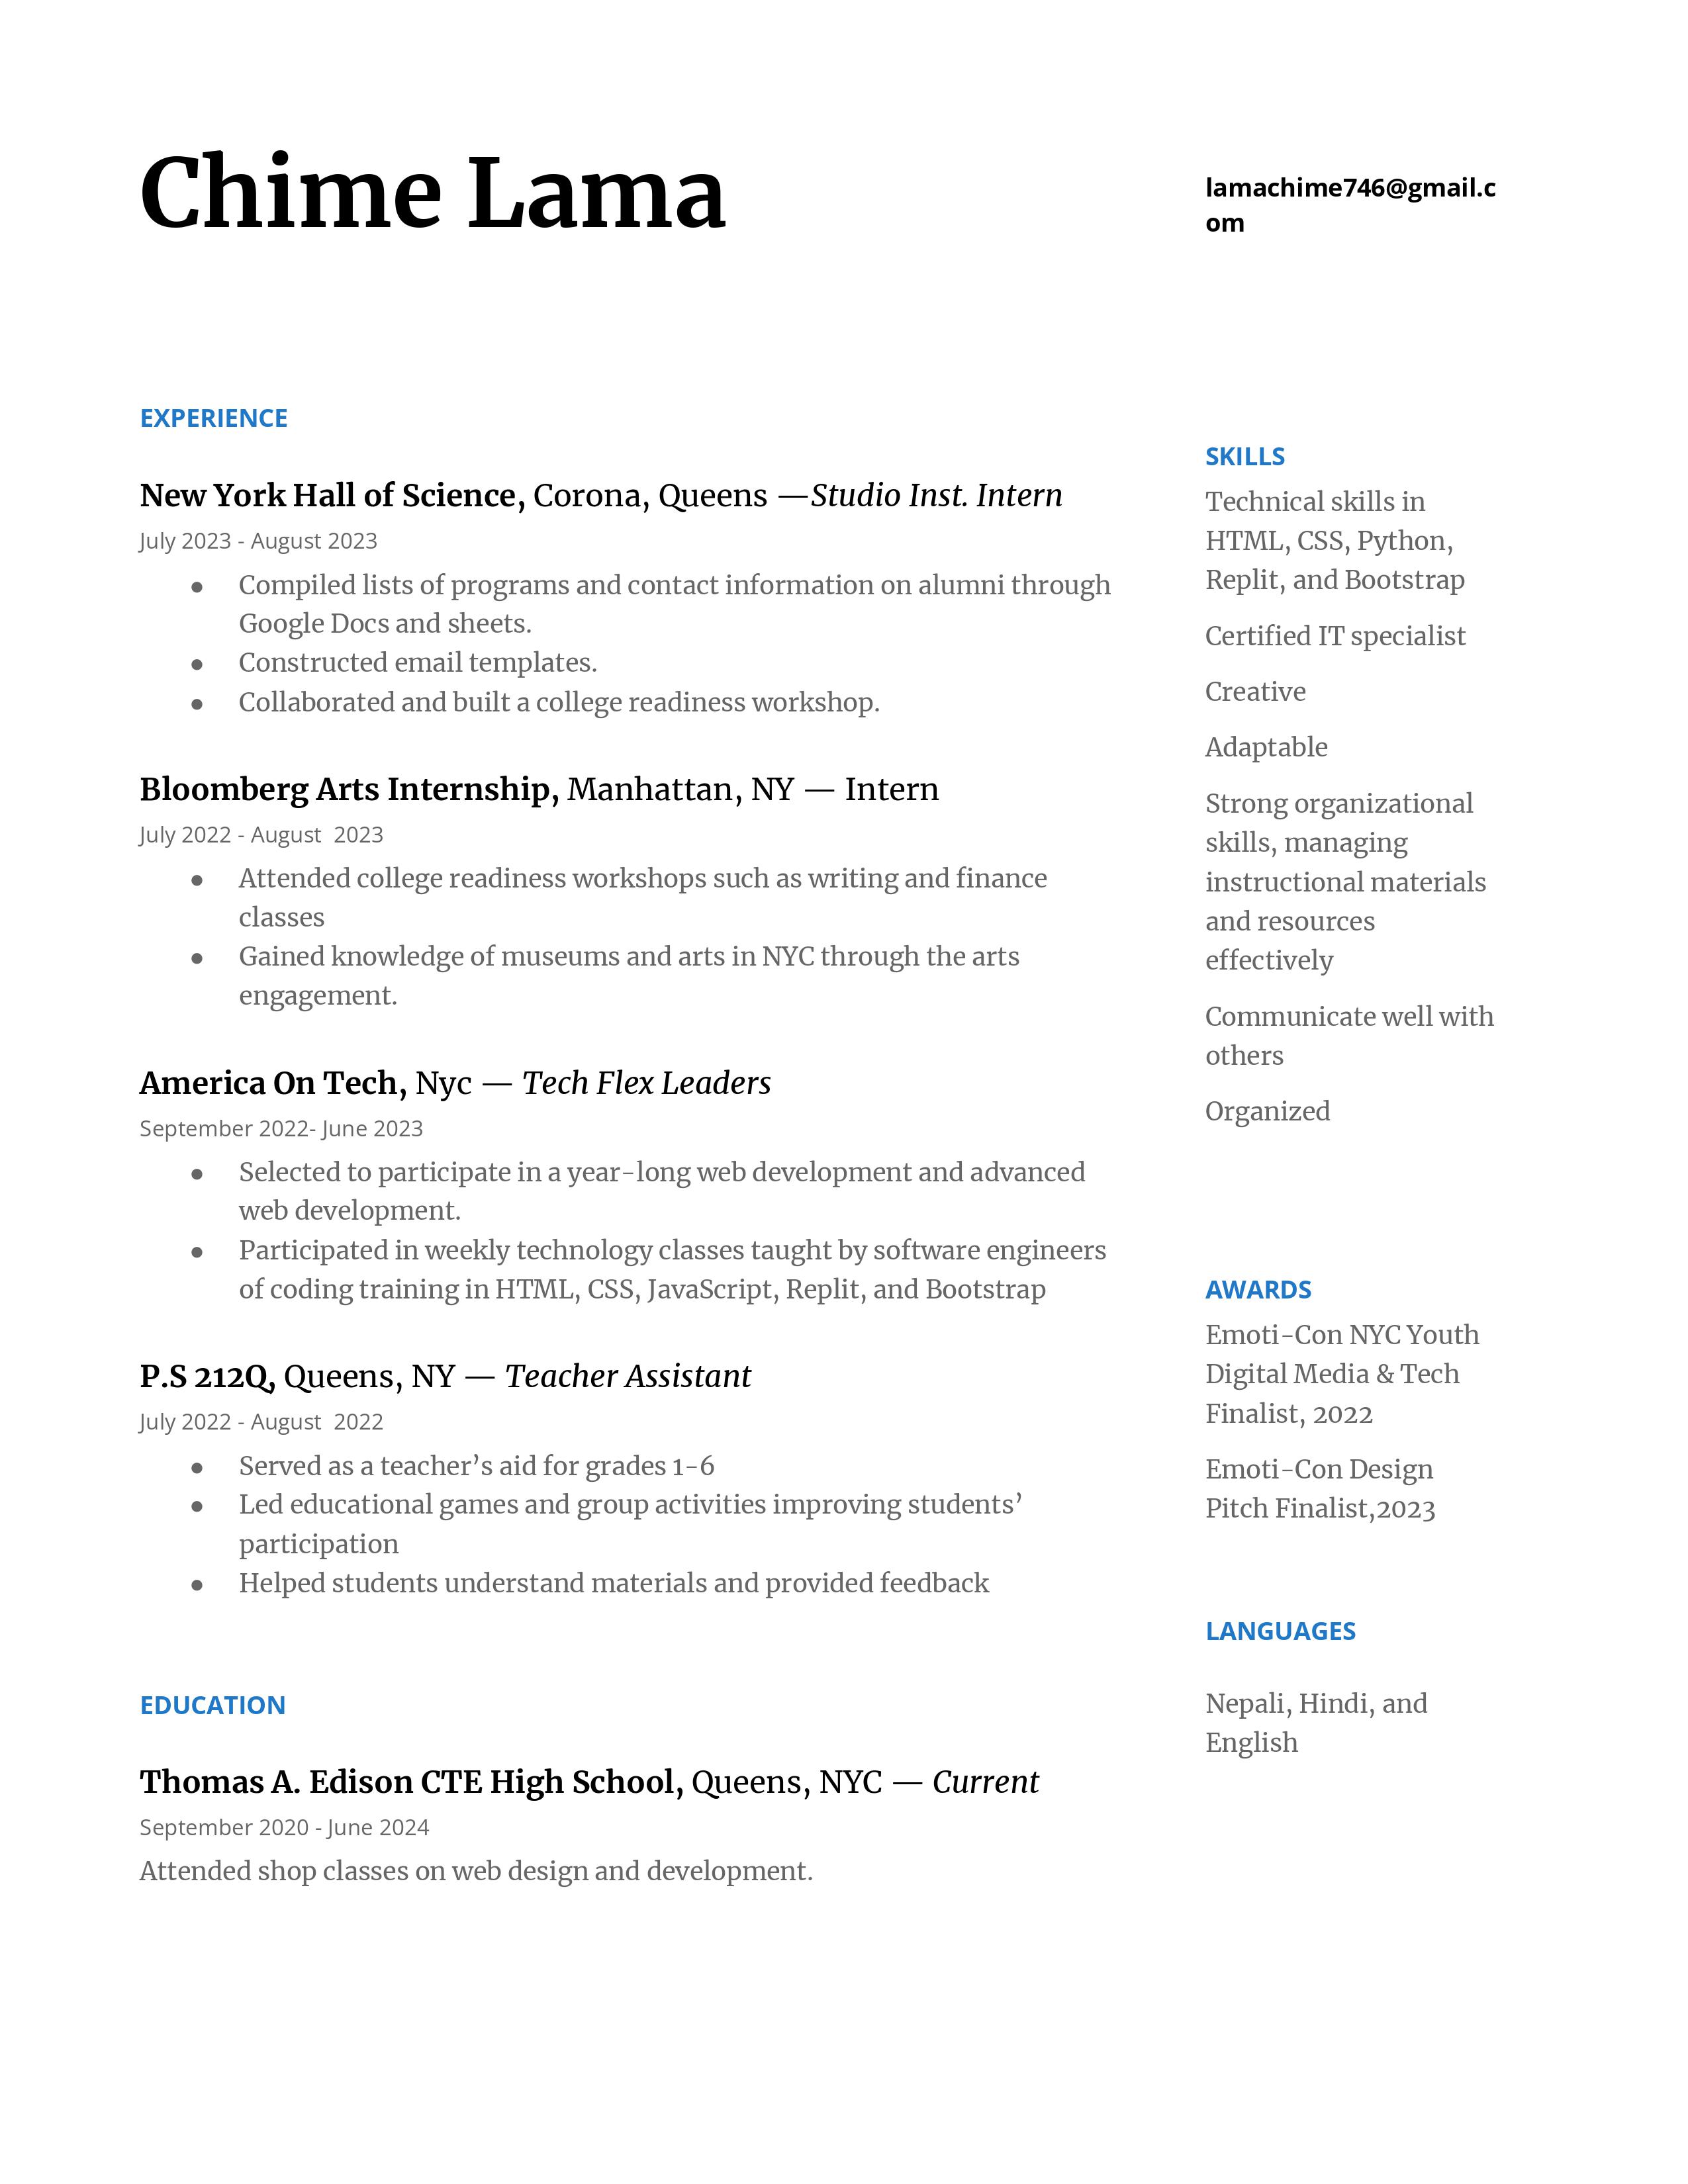 Chime Lama
lamachime746@gmail.c
om
EXPERIENCE
New York Hall of Science, Corona, Queens —Studio Inst. Intern
July 2023 - August 2023
● Compiled lists of programs and contact information on alumni through
Google Docs and sheets.
● Constructed email templates.
● Collaborated and built a college readiness workshop.
Bloomberg Arts Internship, Manhattan, NY — Intern
July 2022 - August  2023
● Attended college readiness workshops such as writing and finance
classes
● Gained knowledge of museums and arts in NYC through the arts
engagement.
America On Tech, Nyc — Tech Flex Leaders
September 2022- June 2023
● Selected to participate in a year-long web development and advanced
web development.
● Participated in weekly technology classes taught by software engineers
of coding training in HTML, CSS, JavaScript, Replit, and Bootstrap
P.S 212Q, Queens, NY — Teacher Assistant
July 2022 - August  2022
● Served as a teacher’s aid for grades 1-6
● Led educational games and group activities improving students’
participation
● Helped students understand materials and provided feedback
EDUCATION
Thomas A. Edison CTE High School, Queens, NYC — Current
September 2020 - June 2024
Attended shop classes on web design and development.
SKILLS
Technical skills in
HTML, CSS, Python,
Replit, and Bootstrap
Certified IT specialist
Creative
Adaptable
Strong organizational
skills, managing
instructional materials
and resources
effectively
Communicate well with
others
Organized
AWARDS
Emoti-Con NYC Youth
Digital Media & Tech
Finalist, 2022
Emoti-Con Design
Pitch Finalist,2023
LANGUAGES
Nepali, Hindi, and
English